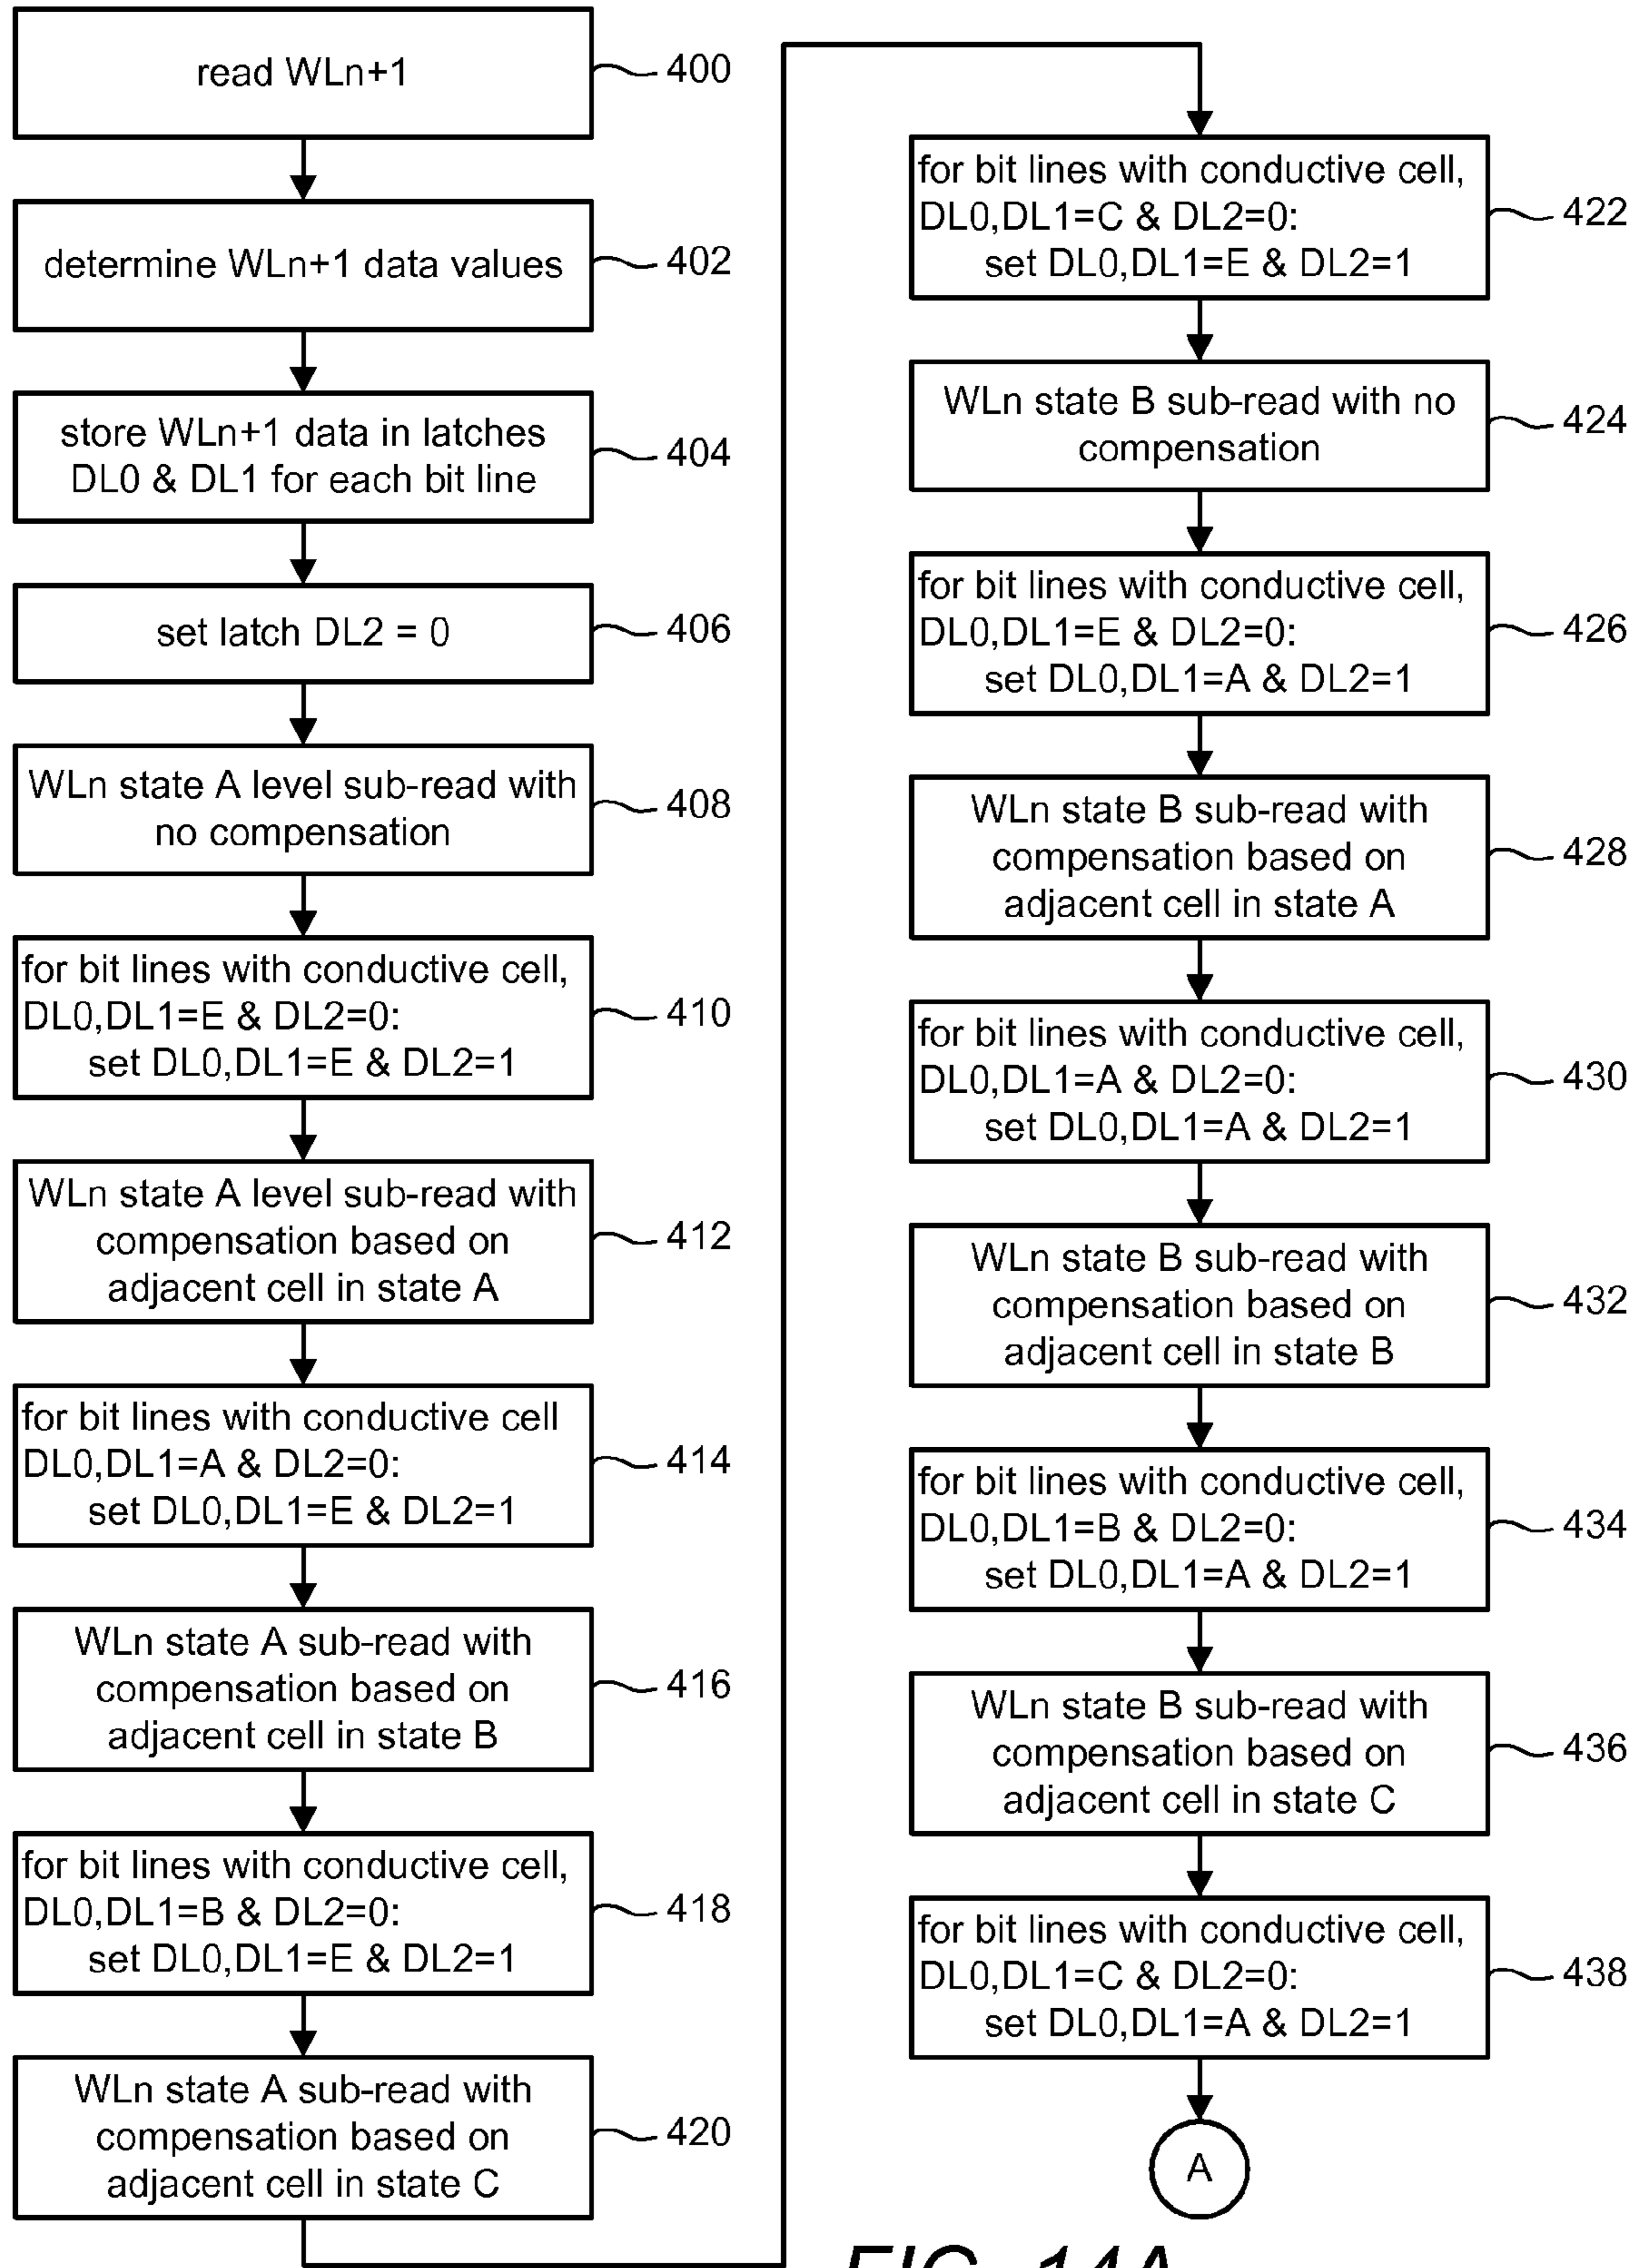 read WLn+1
400
determine WLn+1 data values
402
store WLn+1 data in latches
DL0 & DL1 for each bit line
404
set latch DL2 = 0
406
WLn state A level sub-read with
no compensation
408
for bit lines with conductive cell,
DL0,DL1=E & DL2=0:
set DL0,DL1=E & DL2=1
410
WLn state A level sub-read with
compensation based on
adjacent cell in state A
412
for bit lines with conductive cell
DL0,DL1=A & DL2=0:
set DL0,DL1=E & DL2=1
414
WLn state A sub-read with
compensation based on
adjacent cell in state B
416
for bit lines with conductive cell,
DL0,DL1=B & DL2=0:
set DL0,DL1=E & DL2=1
418
WLn state A sub-read with
compensation based on
adjacent cell in state C
420
for bit lines with conductive cell,
DL0,DL1=C & DL2=0:
set DL0,DL1=E & DL2=1
422
WLn state B sub-read with no
compensation
424
for bit lines with conductive cell,
DL0,DL1=E & DL2=0:
set DL0,DL1=A & DL2=1
426
WLn state B sub-read with
compensation based on
adjacent cell in state A
428
for bit lines with conductive cell,
DL0,DL1=A & DL2=0:
set DL0,DL1=A & DL2=1
430
WLn state B sub-read with
compensation based on
adjacent cell in state B
432
for bit lines with conductive cell,
DL0,DL1=B & DL2=0:
set DL0,DL1=A & DL2=1
434
WLn state B sub-read with
compensation based on
adjacent cell in state C
436
for bit lines with conductive cell,
DL0,DL1=C & DL2=0:
set DL0,DL1=A & DL2=1
438
A
FIG. 14A